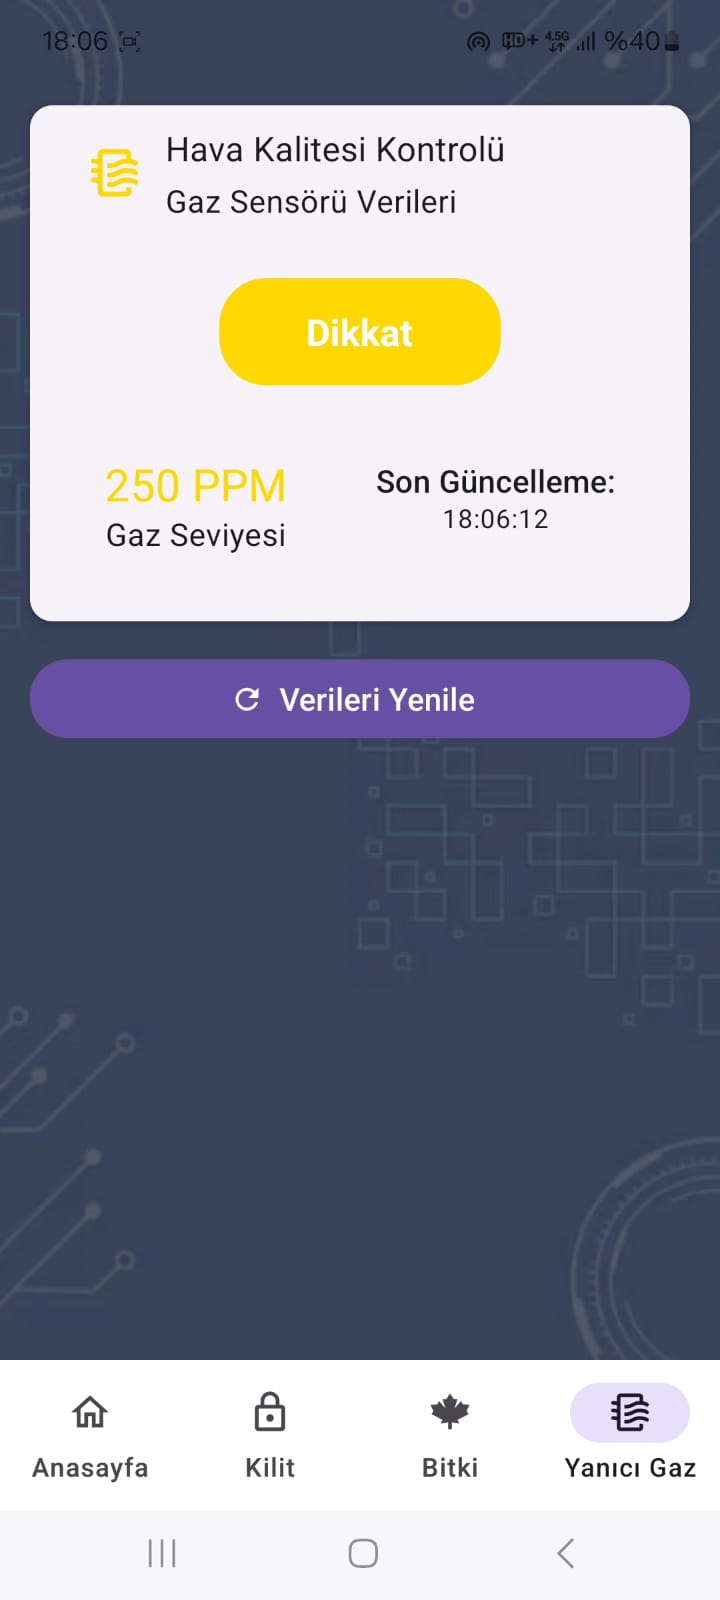 18:06
HD+ 4.5G %40
Hava Kalitesi Kontrolü
Gaz Sensörü Verileri
Dikkat
250 PPM
Gaz Seviyesi
Son Güncelleme:
18:06:12
Verileri Yenile
Anasayfa
Kilit
Bitki
Yanıcı Gaz